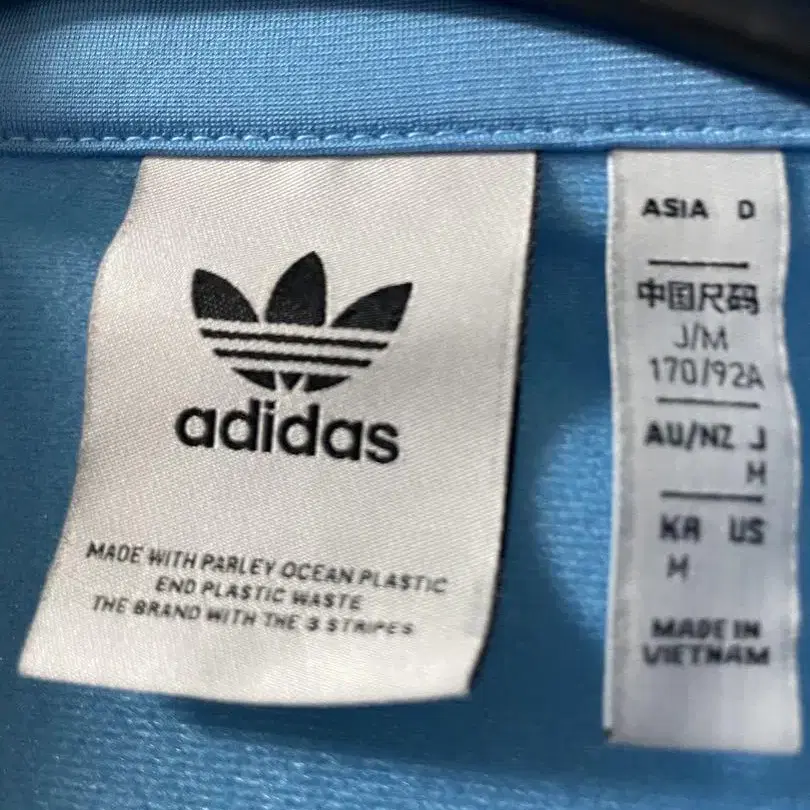 adidas
MADE WITH PARLEY OCEAN PLASTIC
END PLASTIC WASTE
THE BRAND WITH THE 3 STRIPES
ASIA D
中国尺码
J/M
170/92A
AU/NZ J
M
KR US
M
MADE IN
VIETNAM